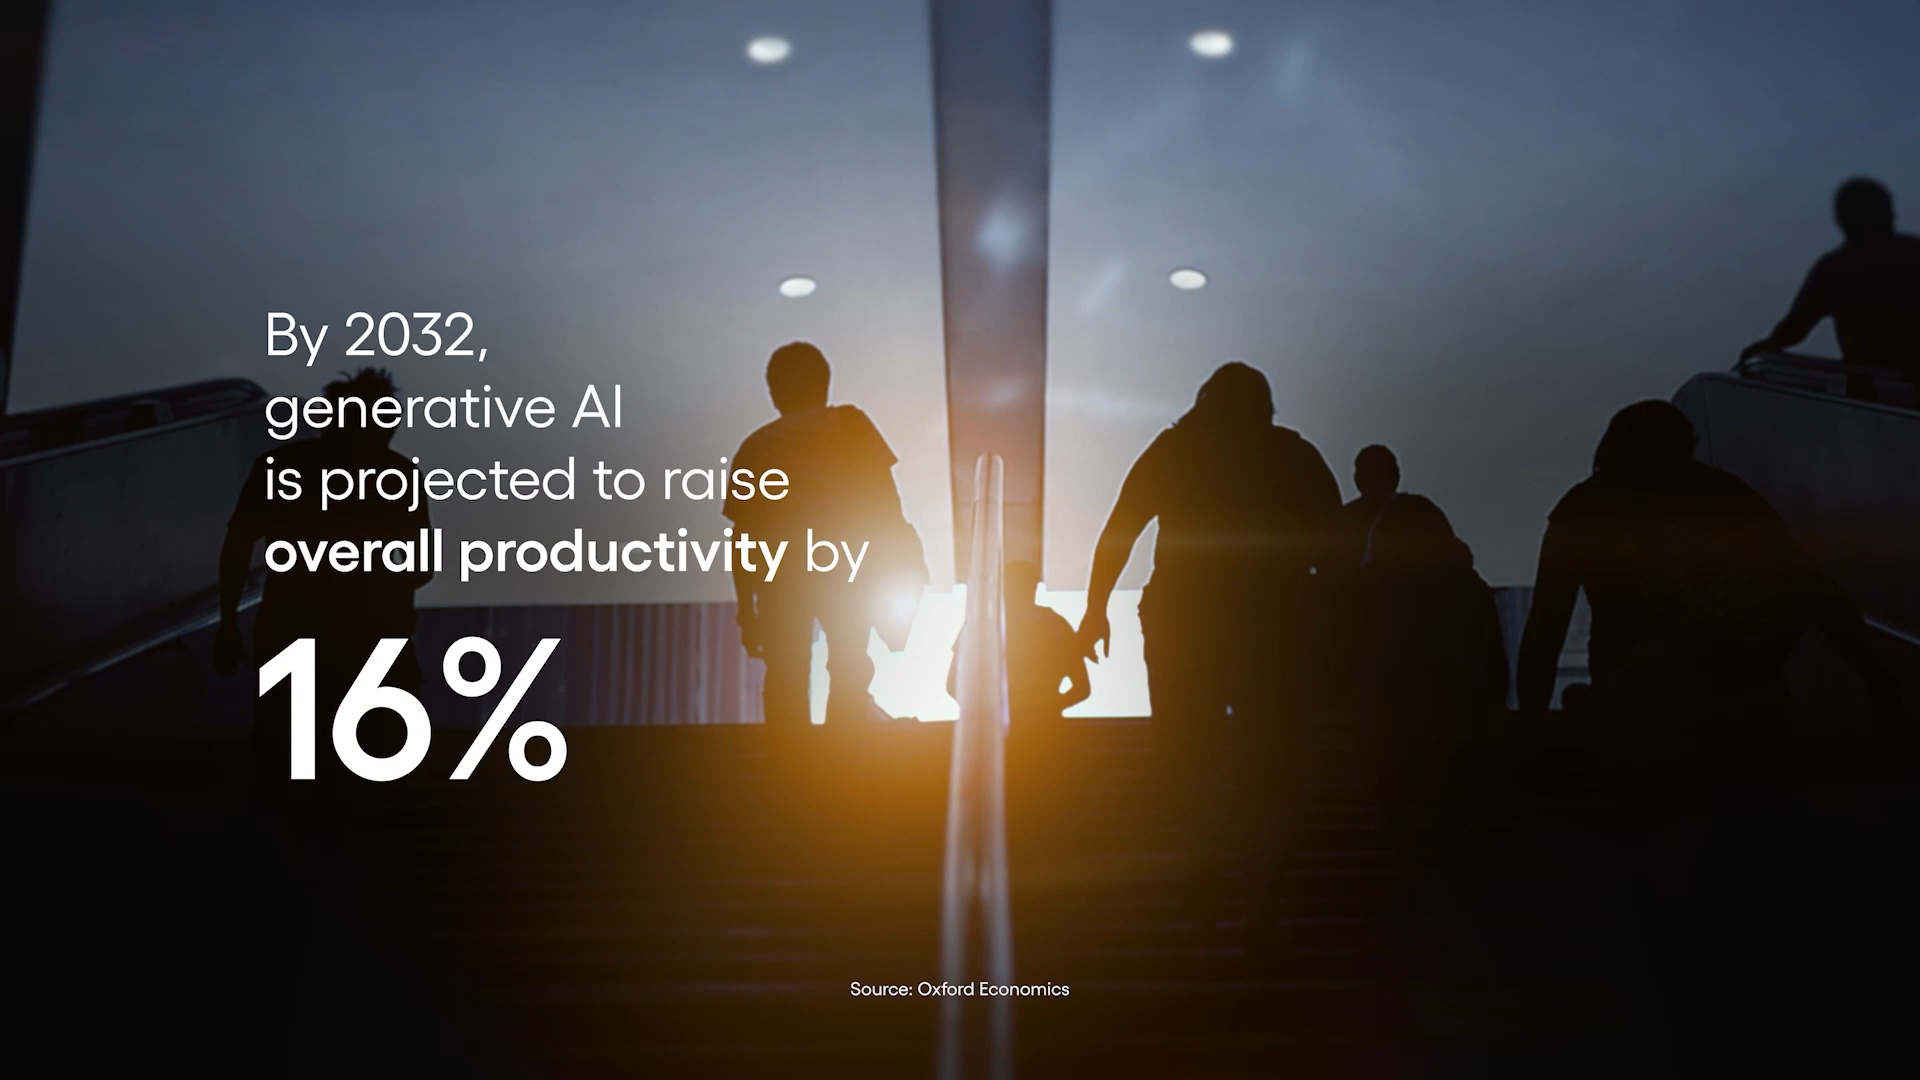 By 2032,
generative AI
is projected to raise
overall productivity by
16%
Source: Oxford Economics